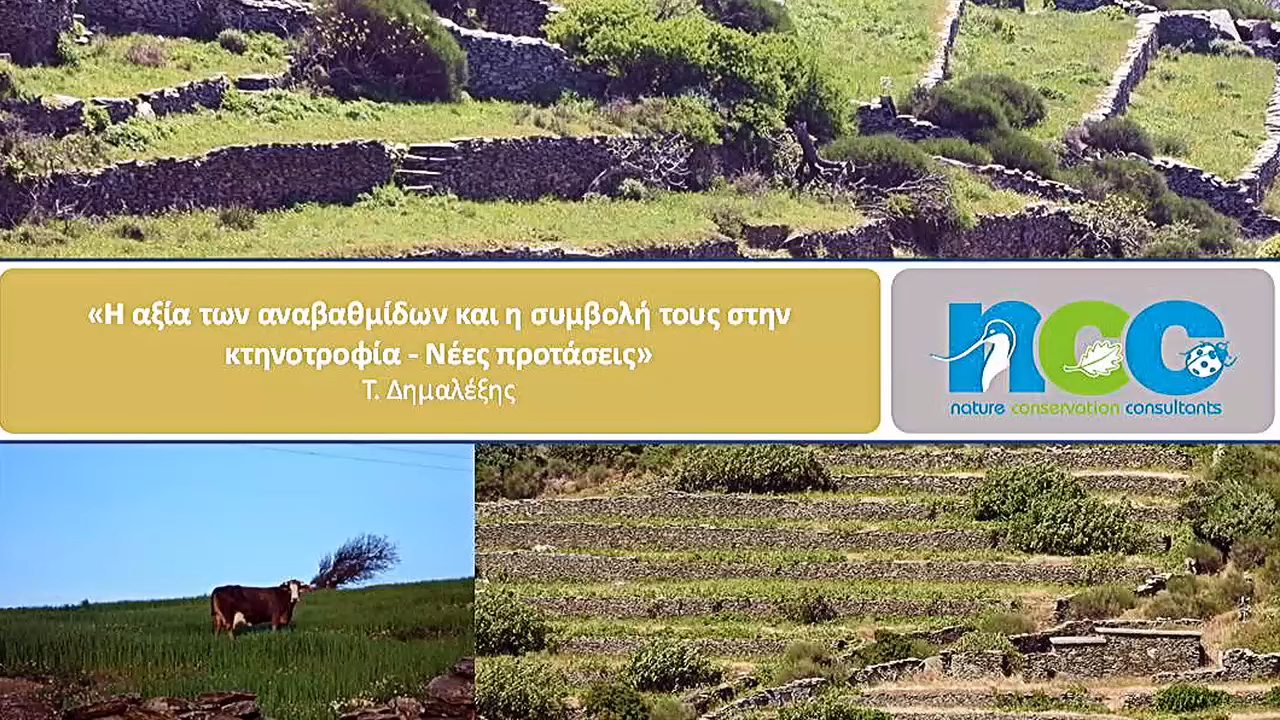 «Η αξία των αναβαθμίδων και η συμβολή τους στην
κτηνοτροφία - Νέες προτάσεις»
Τ. Δημαλέξης
ncc
nature conservation consultants